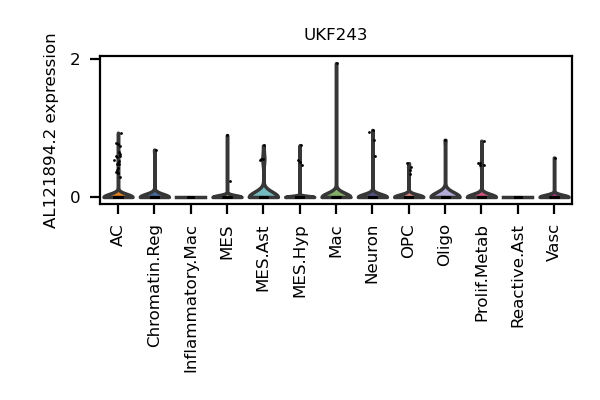 UKF243
AL121894.2 expression
2
0
AC
Chromatin.Reg
Inflammatory.Mac
MES
MES.Ast
MES.Hyp
Mac
Neuron
OPC
Oligo
Prolif.Metab
Reactive.Ast
Vasc